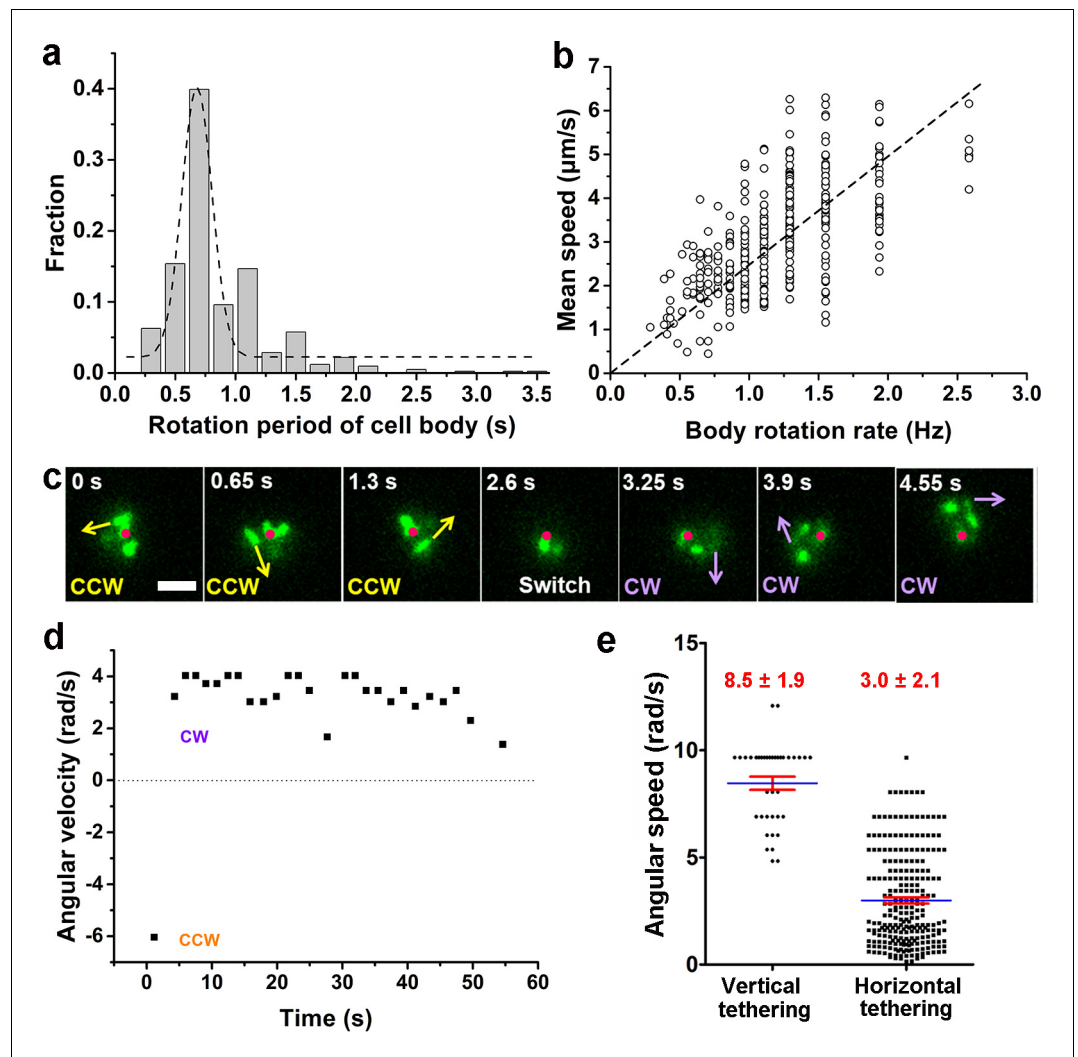 a
0.4
0.3
0.2
0.1
0.0
Fraction
0.0 0.5 1.0 1.5 2.0 2.5 3.0 3.5
Rotation period of cell body (s)
b
7
6
5
4
3
2
1
0
Mean speed (µm/s)
0.0 0.5 1.0 1.5 2.0 2.5 3.0
Body rotation rate (Hz)
c
0 s 0.65 s 1.3 s 2.6 s 3.25 s 3.9 s 4.55 s
CCW CCW CCW Switch CW CW CW
d
4
2
0
-2
-4
-6
Angular velocity (rad/s)
CW
CCW
0 10 20 30 40 50 60
Time (s)
e
15
10
5
0
Angular speed (rad/s)
8.5 ± 1.9 3.0 ± 2.1
Vertical Horizontal
tethering tethering